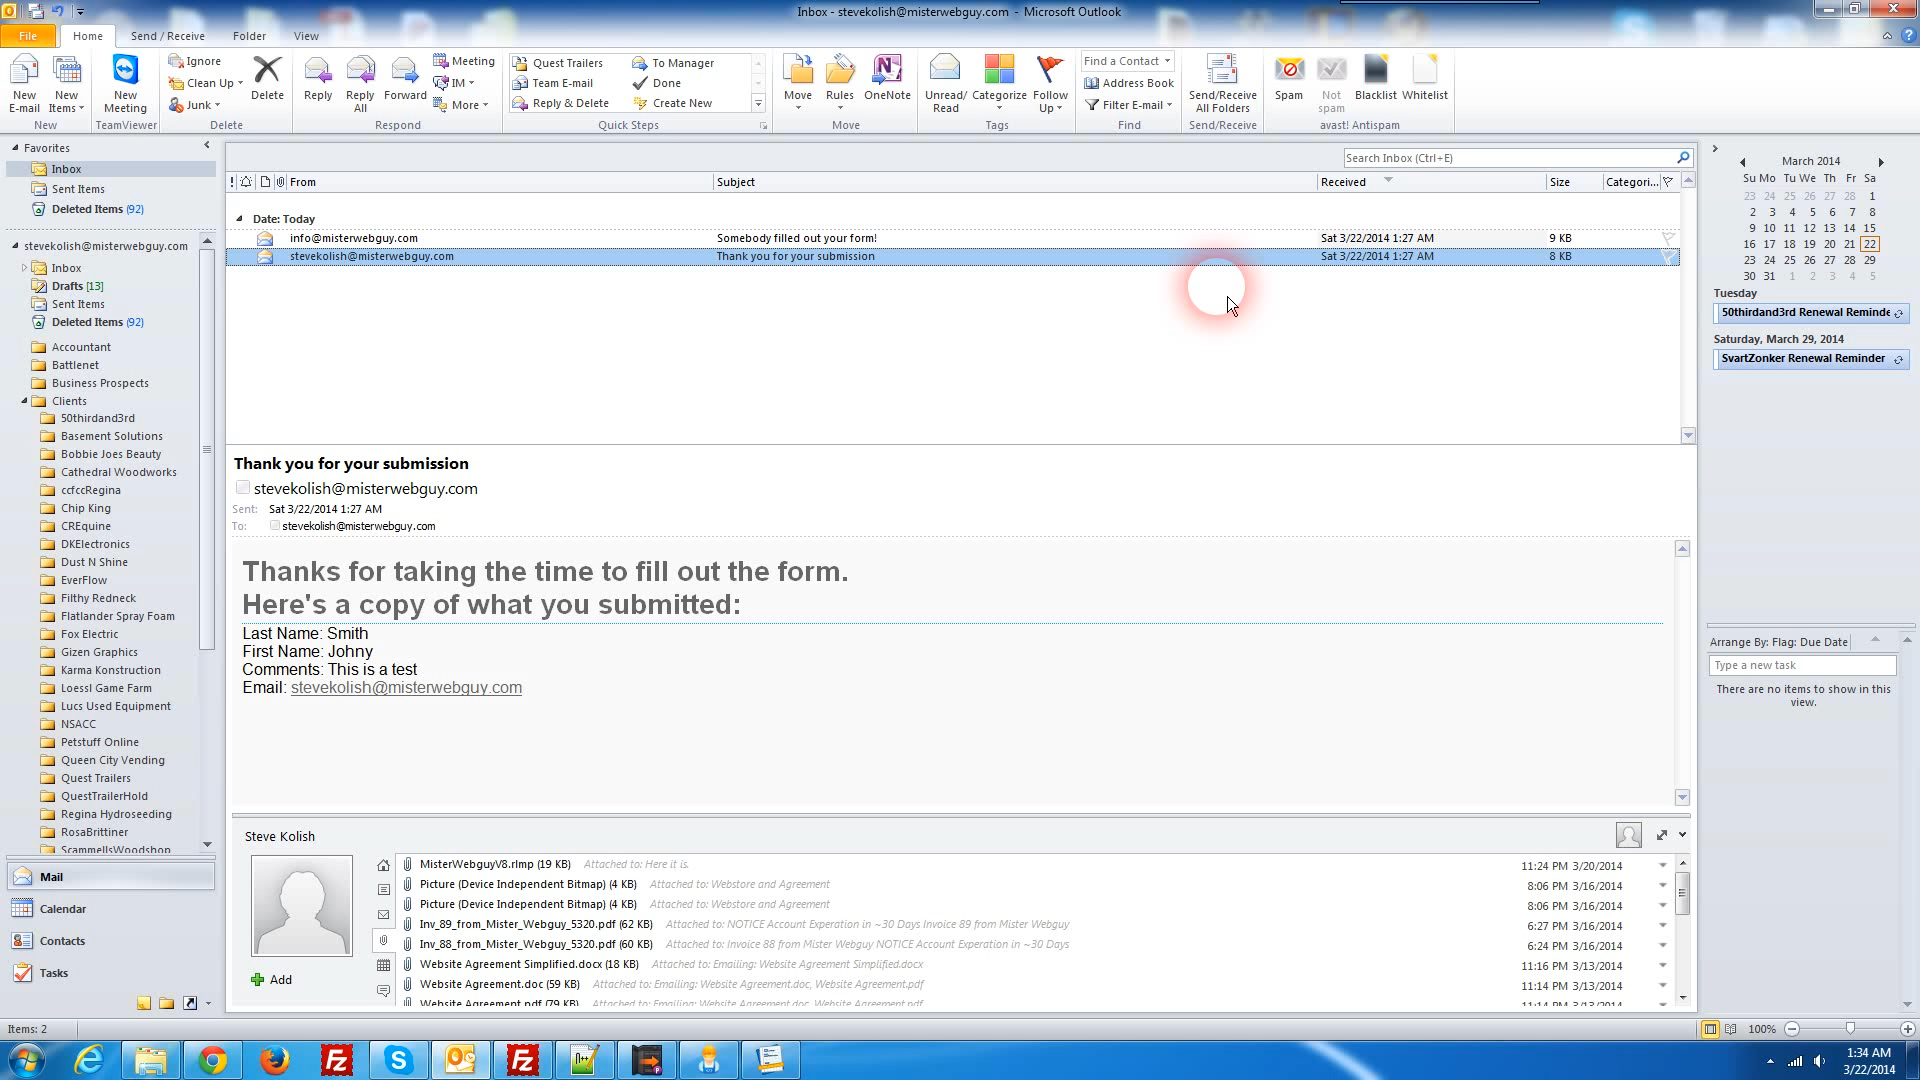 Inbox - stevekolish@misterwebguy.com - Microsoft Outlook
File Home Send / Receive Folder View
New E-mail
New Items
New
New Meeting
TeamViewer
Ignore
Clean Up
Junk
Delete
Delete
Reply
Reply All
Forward
Meeting
IM
More
Respond
Quest Trailers
Team E-mail
Reply & Delete
To Manager
Done
Create New
Quick Steps
Move
Rules
OneNote
Move
Unread/ Read
Categorize
Follow Up
Tags
Find a Contact
Address Book
Filter E-mail
Find
Send/Receive All Folders
Send/Receive
Spam
Not spam
Blacklist
Whitelist
avast! Antispam
Favorites
Inbox
Sent Items
Deleted Items (92)
stevekolish@misterwebguy.com
Inbox
Drafts [13]
Sent Items
Deleted Items (92)
Accountant
Battlenet
Business Prospects
Clients
50thirdand3rd
Basement Solutions
Bobbie Joes Beauty
Cathedral Woodworks
ccfccRegina
Chip King
CREquine
DKElectronics
Dust N Shine
EverFlow
Filthy Redneck
Flatlander Spray Foam
Fox Electric
Gizen Graphics
Karma Konstruction
Loessl Game Farm
Lucs Used Equipment
NSACC
Petstuff Online
Queen City Vending
Quest Trailers
QuestTrailerHold
Regina Hydroseeding
RosaBrittiner
ScammellsWoodshop
Mail
Calendar
Contacts
Tasks
Search Inbox (Ctrl+E)
From Subject Received Size Categori...
Date: Today
info@misterwebguy.com Somebody filled out your form! Sat 3/22/2014 1:27 AM 9 KB
stevekolish@misterwebguy.com Thank you for your submission Sat 3/22/2014 1:27 AM 8 KB
Thank you for your submission
stevekolish@misterwebguy.com
Sent: Sat 3/22/2014 1:27 AM
To: stevekolish@misterwebguy.com
Thanks for taking the time to fill out the form.
Here's a copy of what you submitted:
Last Name: Smith
First Name: Johny
Comments: This is a test
Email: stevekolish@misterwebguy.com
Steve Kolish
Add
MisterWebguyV8.rlmp (19 KB) Attached to: Here it is. 11:24 PM 3/20/2014
Picture (Device Independent Bitmap) (4 KB) Attached to: Webstore and Agreement 8:06 PM 3/16/2014
Picture (Device Independent Bitmap) (4 KB) Attached to: Webstore and Agreement 8:06 PM 3/16/2014
Inv_89_from_Mister_Webguy_5320.pdf (62 KB) Attached to: NOTICE Account Experation in ~30 Days Invoice 89 from Mister Webguy 6:27 PM 3/16/2014
Inv_88_from_Mister_Webguy_5320.pdf (60 KB) Attached to: Invoice 88 from Mister Webguy NOTICE Account Experation in ~30 Days 6:24 PM 3/16/2014
Website Agreement Simplified.docx (18 KB) Attached to: Emailing: Website Agreement Simplified.docx 11:16 PM 3/13/2014
Website Agreement.doc (59 KB) Attached to: Emailing: Website Agreement.doc, Website Agreement.pdf 11:14 PM 3/13/2014
Website Agreement.pdf (79 KB) Attached to: Emailing: Website Agreement.doc, Website Agreement.pdf 11:14 PM 3/13/2014
March 2014
Su Mo Tu We Th Fr Sa
23 24 25 26 27 28 1
2 3 4 5 6 7 8
9 10 11 12 13 14 15
16 17 18 19 20 21 22
23 24 25 26 27 28 29
30 31 1 2 3 4 5
Tuesday
50thirdand3rd Renewal Reminde
Saturday, March 29, 2014
SvartZonker Renewal Reminder
Arrange By: Flag: Due Date
Type a new task
There are no items to show in this view.
Items: 2
100%
1:34 AM
3/22/2014